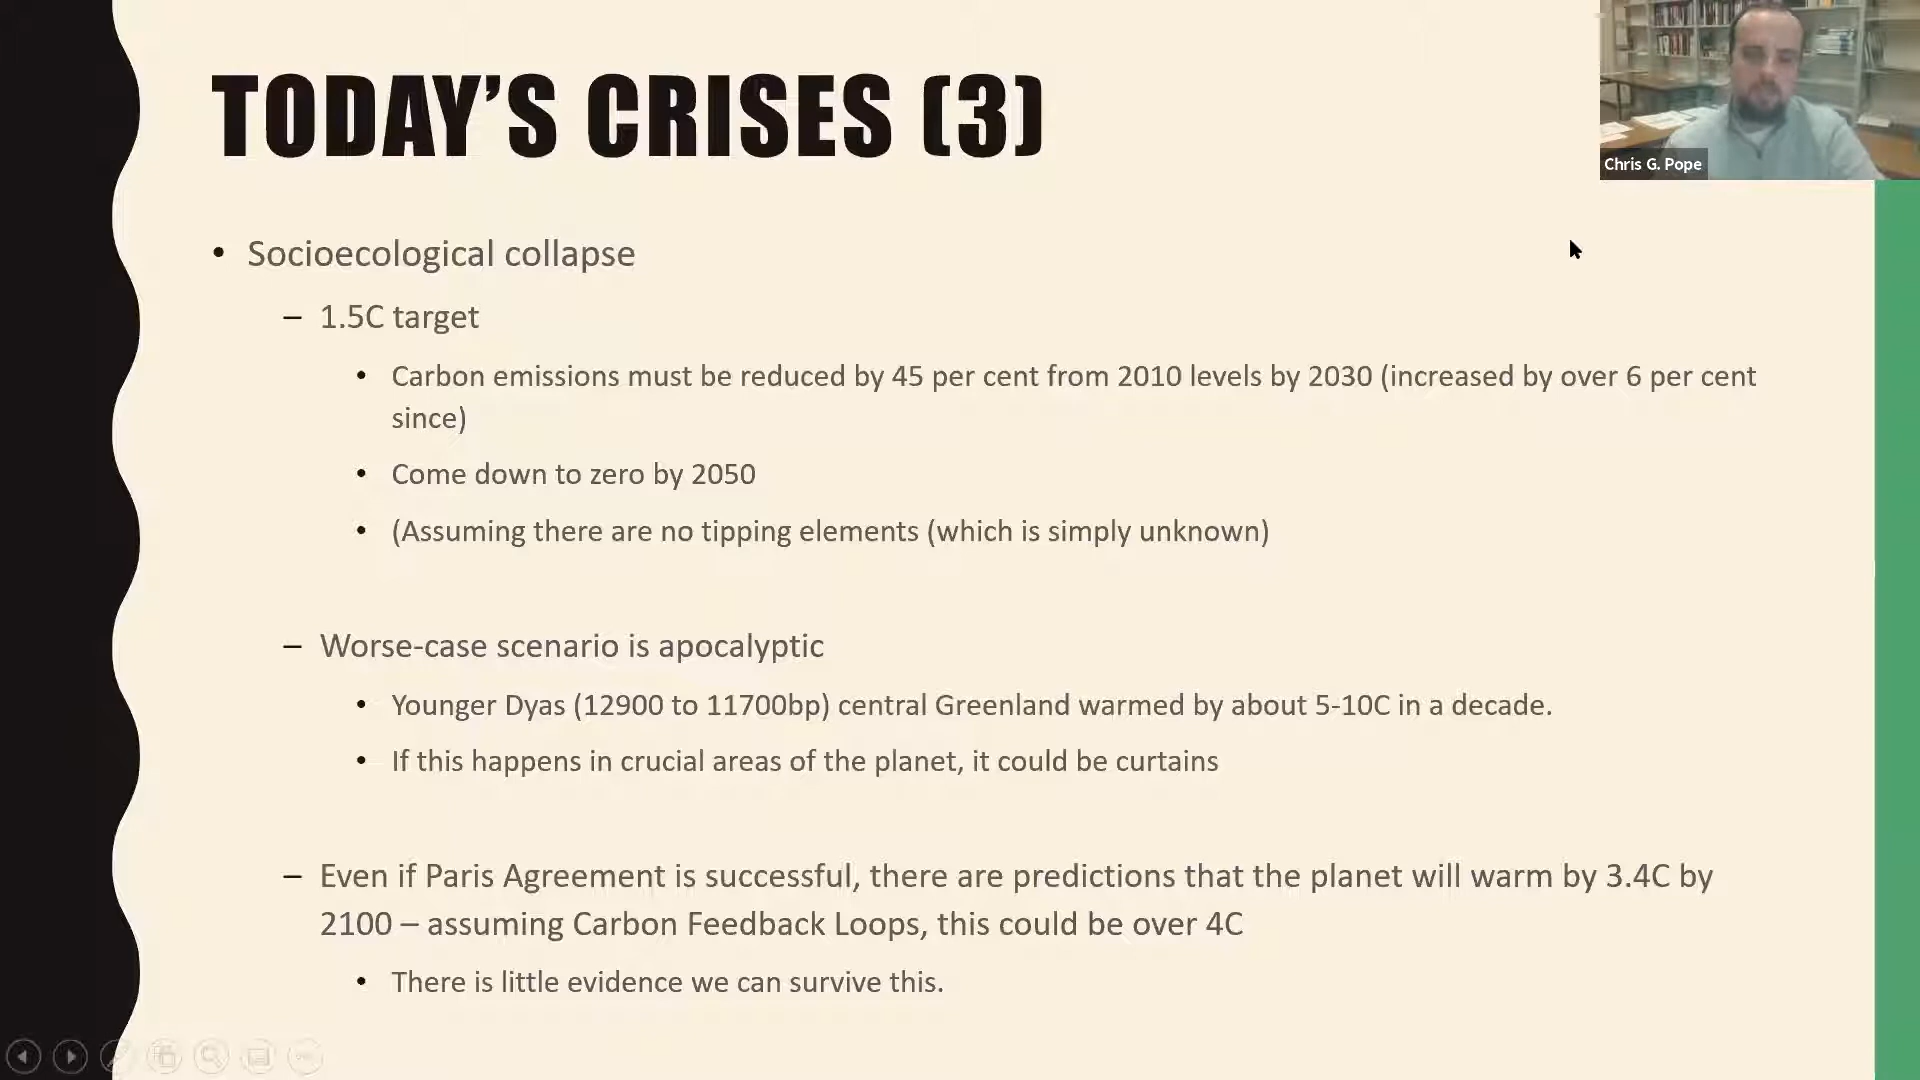 TODAY'S CRISES (3)
Chris G. Pope
• Socioecological collapse
– 1.5C target
• Carbon emissions must be reduced by 45 per cent from 2010 levels by 2030 (increased by over 6 per cent
since)
• Come down to zero by 2050
• (Assuming there are no tipping elements (which is simply unknown)
– Worse-case scenario is apocalyptic
• Younger Dyas (12900 to 11700bp) central Greenland warmed by about 5-10C in a decade.
• If this happens in crucial areas of the planet, it could be curtains
– Even if Paris Agreement is successful, there are predictions that the planet will warm by 3.4C by
2100 – assuming Carbon Feedback Loops, this could be over 4C
• There is little evidence we can survive this.